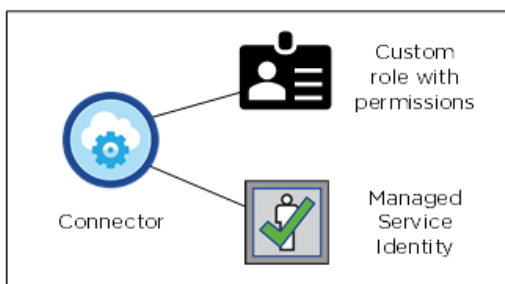 Custom
role with
permissions
Connector
Managed
Service
Identity